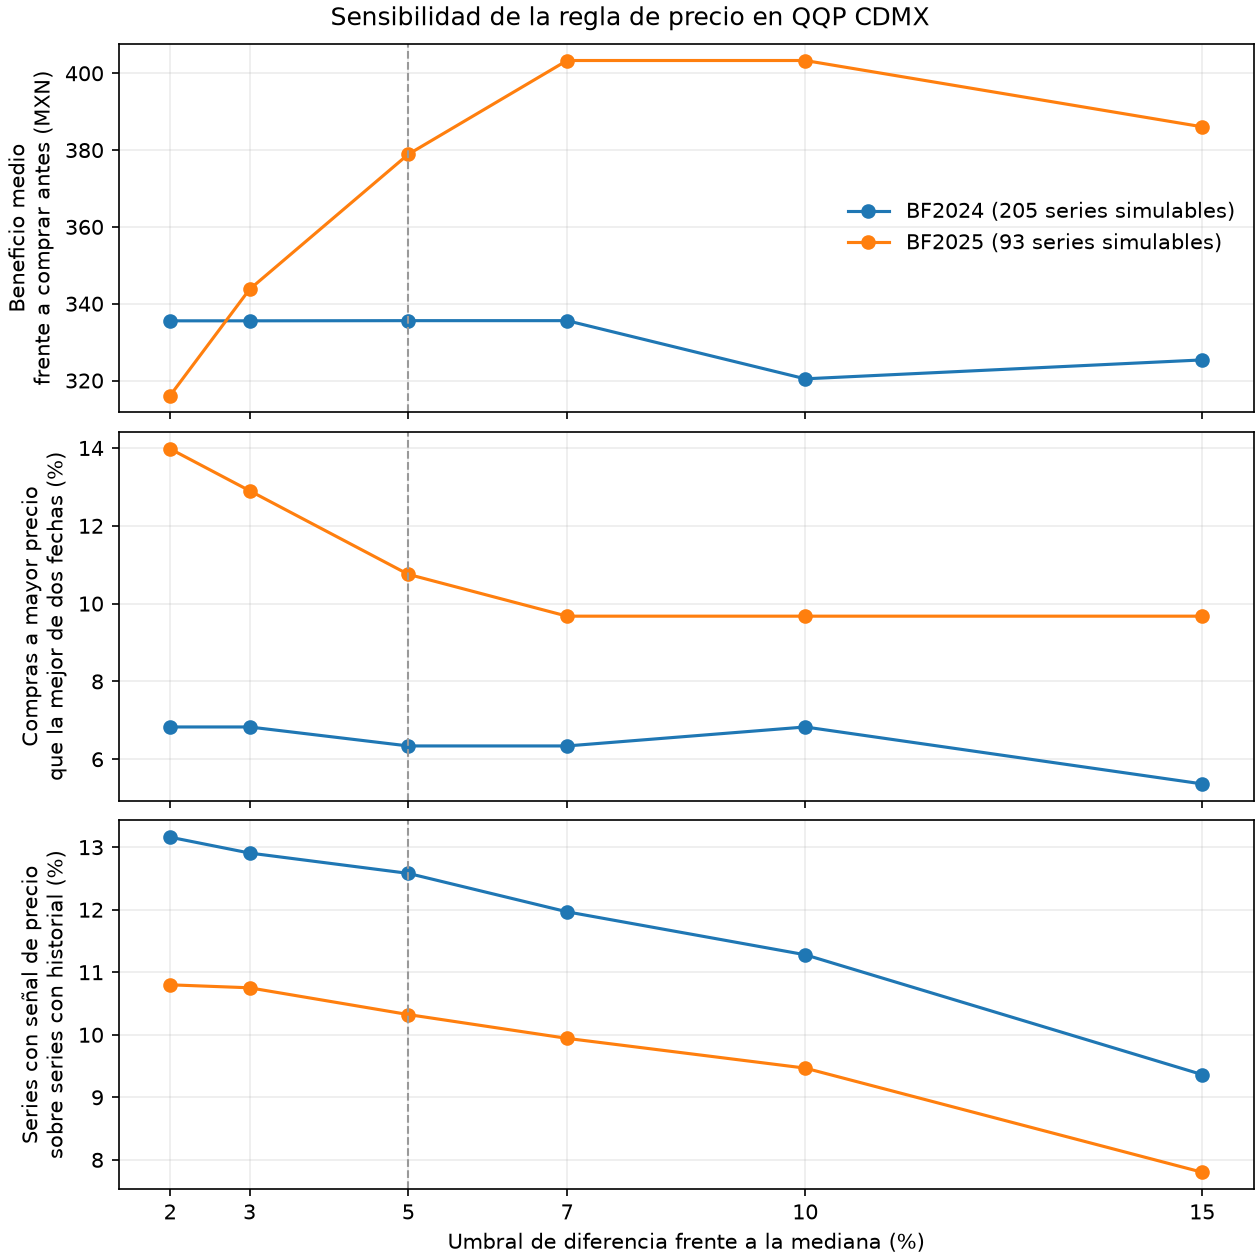 Sensibilidad de la regla de precio en QQP CDMX
Beneficio medio
frente a comprar antes (MXN)
400
380
360
340
320
BF2024 (205 series simulables)
BF2025 (93 series simulables)
Compras a mayor precio
que la mejor de dos fechas (%)
14
12
10
8
6
Series con señal de precio
sobre series con historial (%)
13
12
11
10
9
8
2 3 5 7 10 15
Umbral de diferencia frente a la mediana (%)